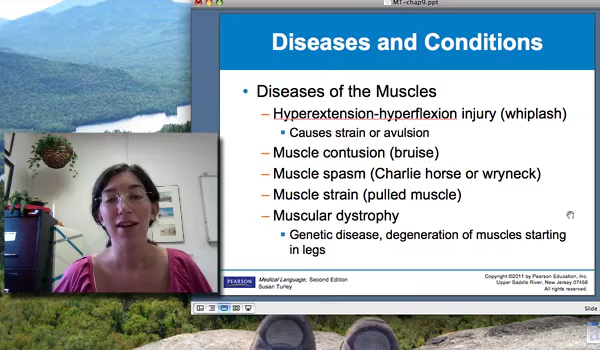 MT-chap9.ppt
Diseases and Conditions
• Diseases of the Muscles
– Hyperextension-hyperflexion injury (whiplash)
▪ Causes strain or avulsion
– Muscle contusion (bruise)
– Muscle spasm (Charlie horse or wryneck)
– Muscle strain (pulled muscle)
– Muscular dystrophy
▪ Genetic disease, degeneration of muscles starting
in legs
PEARSON
Medical Language, Second Edition
Susan Turley
Copyright ©2011 by Pearson Education, Inc.
Upper Saddle River, New Jersey 07458
All rights reserved.
Slide